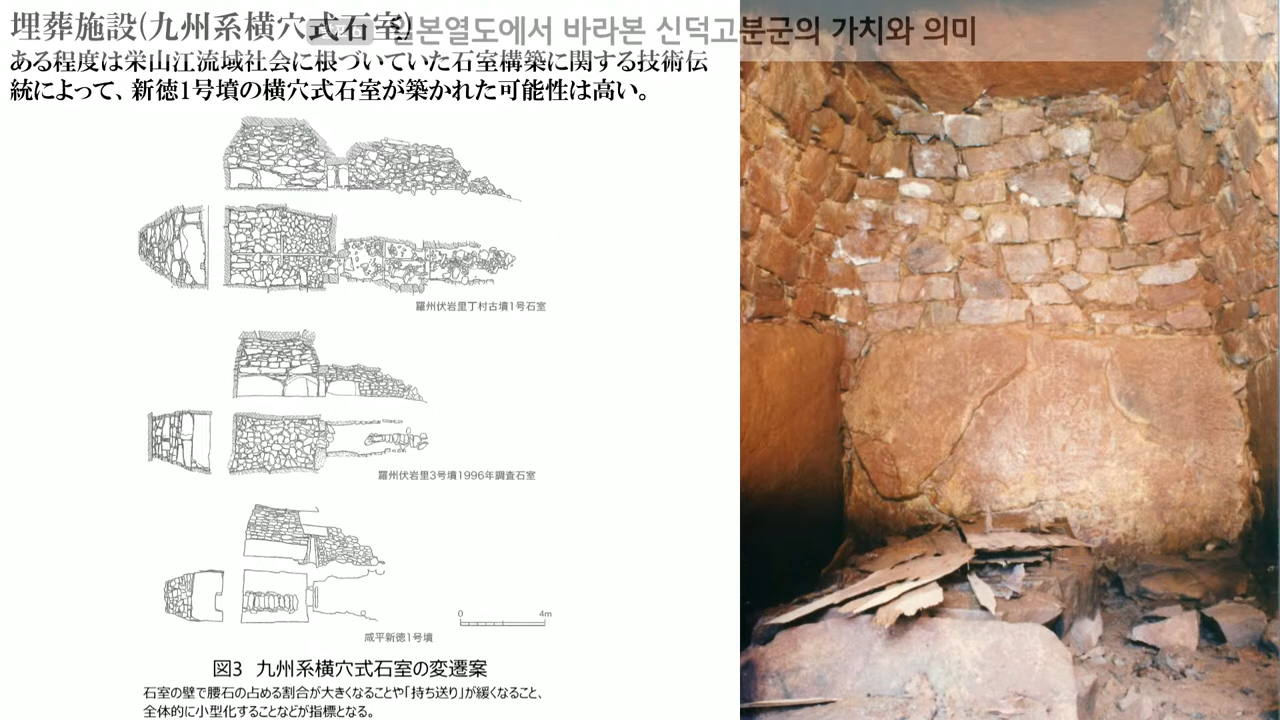 埋葬施設(九州系横穴式石室)
일본열도에서 바라본 신덕고분군의 가치와 의미
ある程度は栄山江流域社会に根づいていた石室構築に関する技術伝
統によって、新徳1号墳の横穴式石室が築かれた可能性は高い。
羅州伏岩里丁村古墳1号石室
羅州伏岩里3号墳1996年調査石室
0 4m
咸平新徳1号墳
図3 九州系横穴式石室の変遷案
石室の壁で腰石の占める割合が大きくなることや「持ち送り」が緩くなること、
全体的に小型化することなどが指標となる。